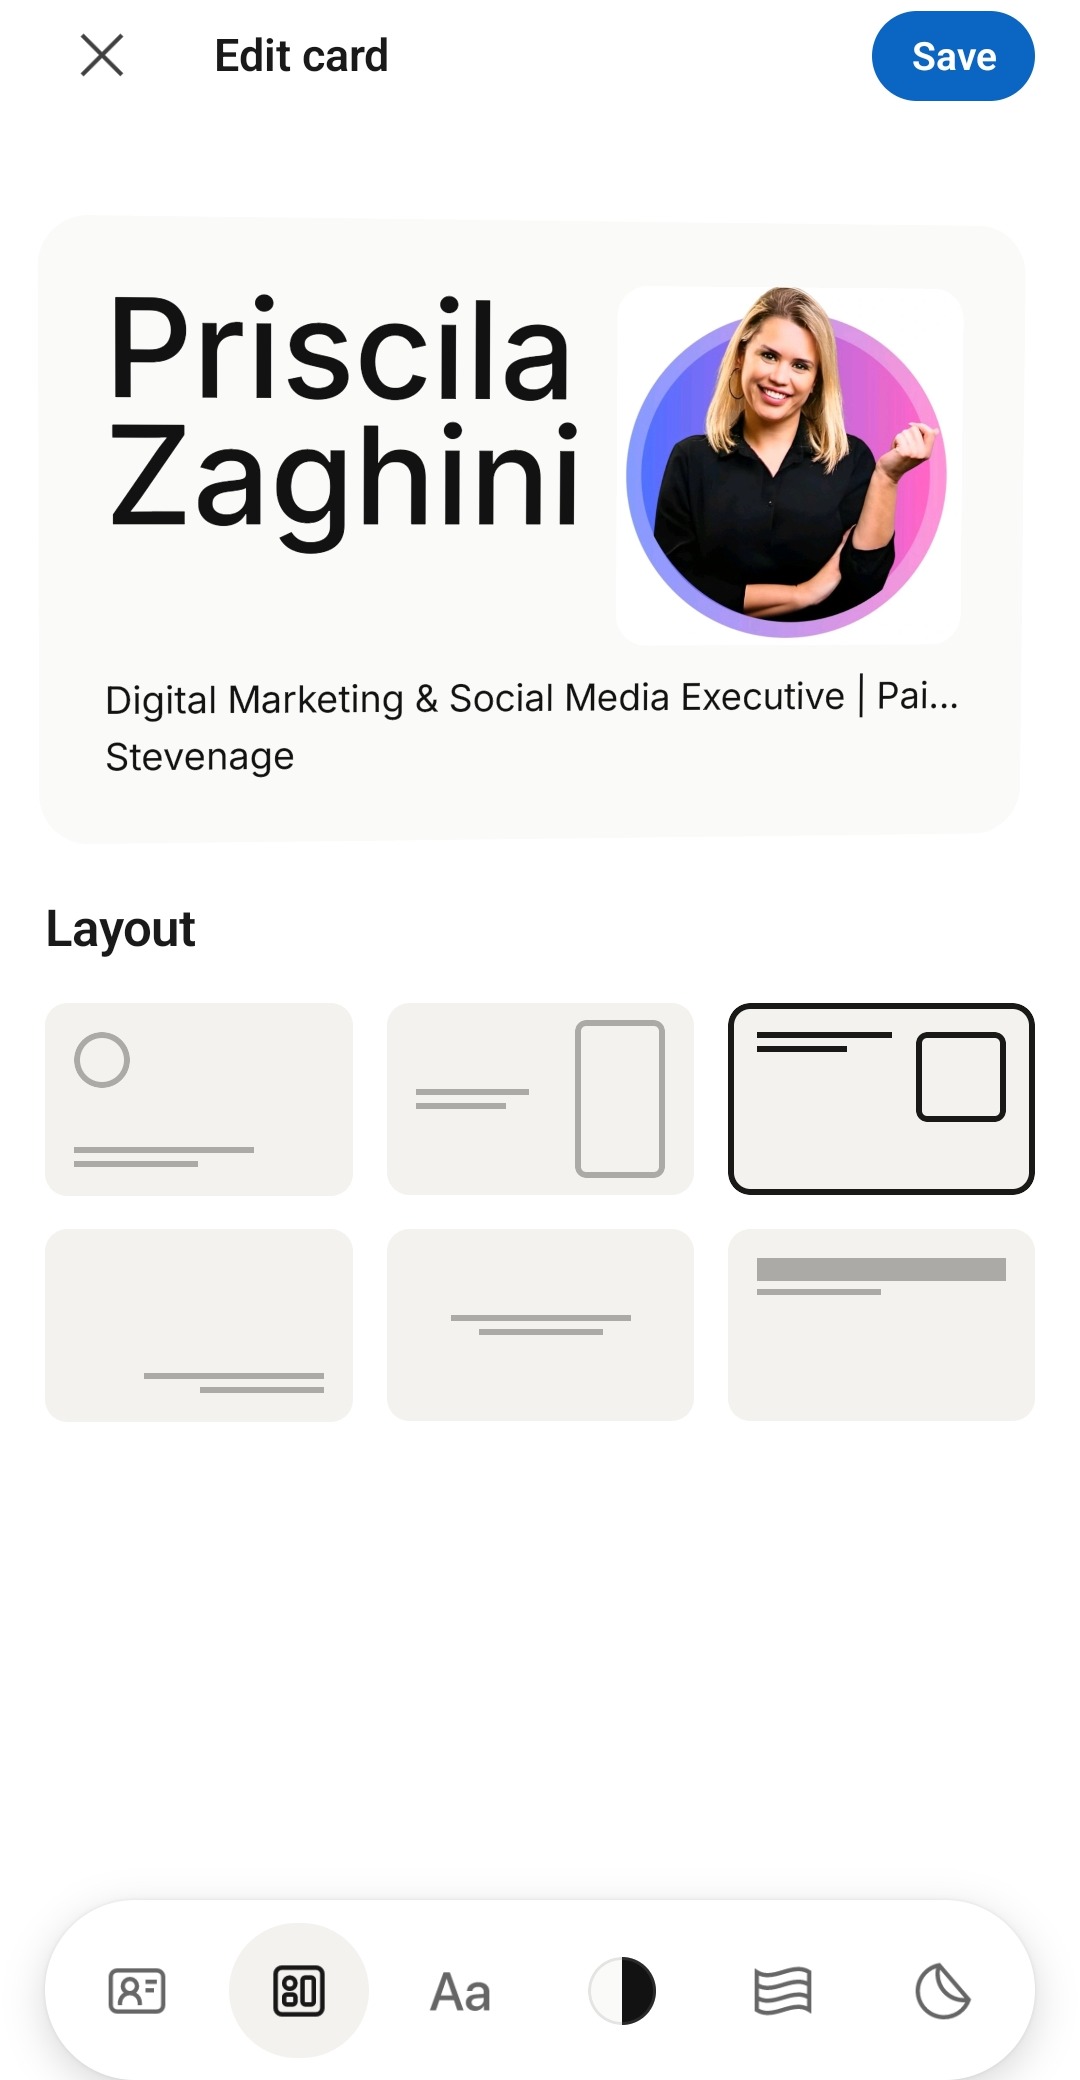 Edit card
Save
Priscila
Zaghini
Digital Marketing & Social Media Executive | Pai...
Stevenage
Layout
Aa